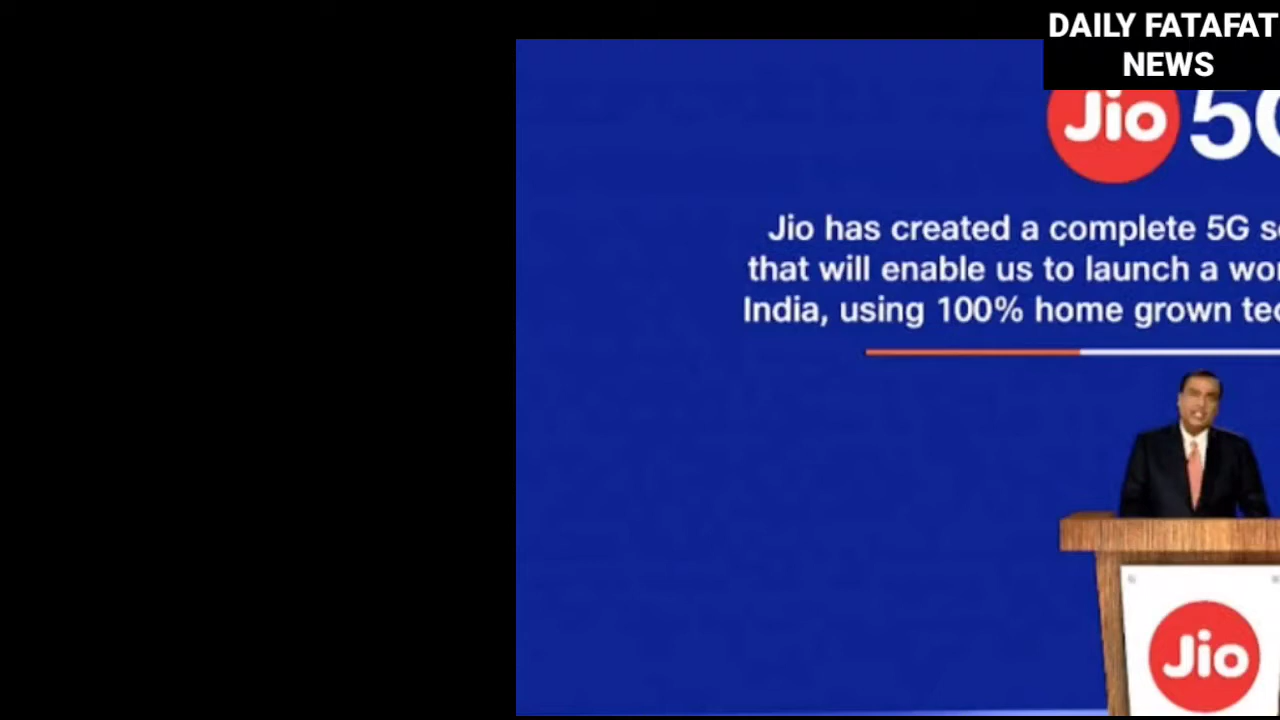 DAILY FATAFAT
NEWS
Jio
Jio has created a complete 5G
that will enable us to launch a
India, using 100% home grown
Jio